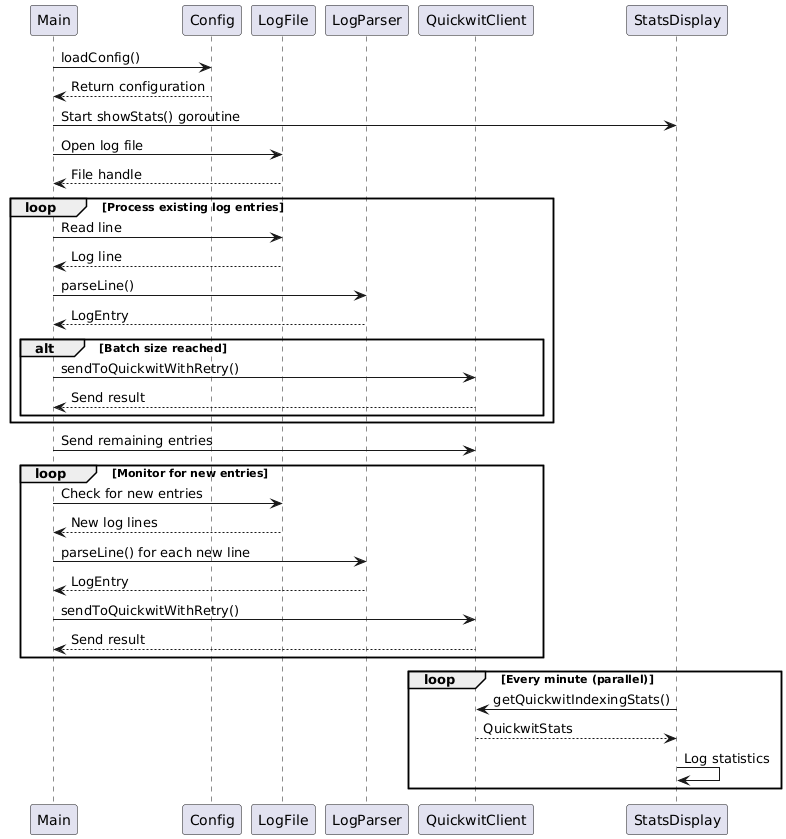 Main Config LogFile LogParser QuickwitClient StatsDisplay
loadConfig()
Return configuration
Start showStats() goroutine
Open log file
File handle
loop [Process existing log entries]
Read line
Log line
parseLine()
LogEntry
alt [Batch size reached]
sendToQuickwitWithRetry()
Send result
Send remaining entries
loop [Monitor for new entries]
Check for new entries
New log lines
parseLine() for each new line
LogEntry
sendToQuickwitWithRetry()
Send result
loop [Every minute (parallel)]
getQuickwitIndexingStats()
QuickwitStats
Log statistics
Main Config LogFile LogParser QuickwitClient StatsDisplay